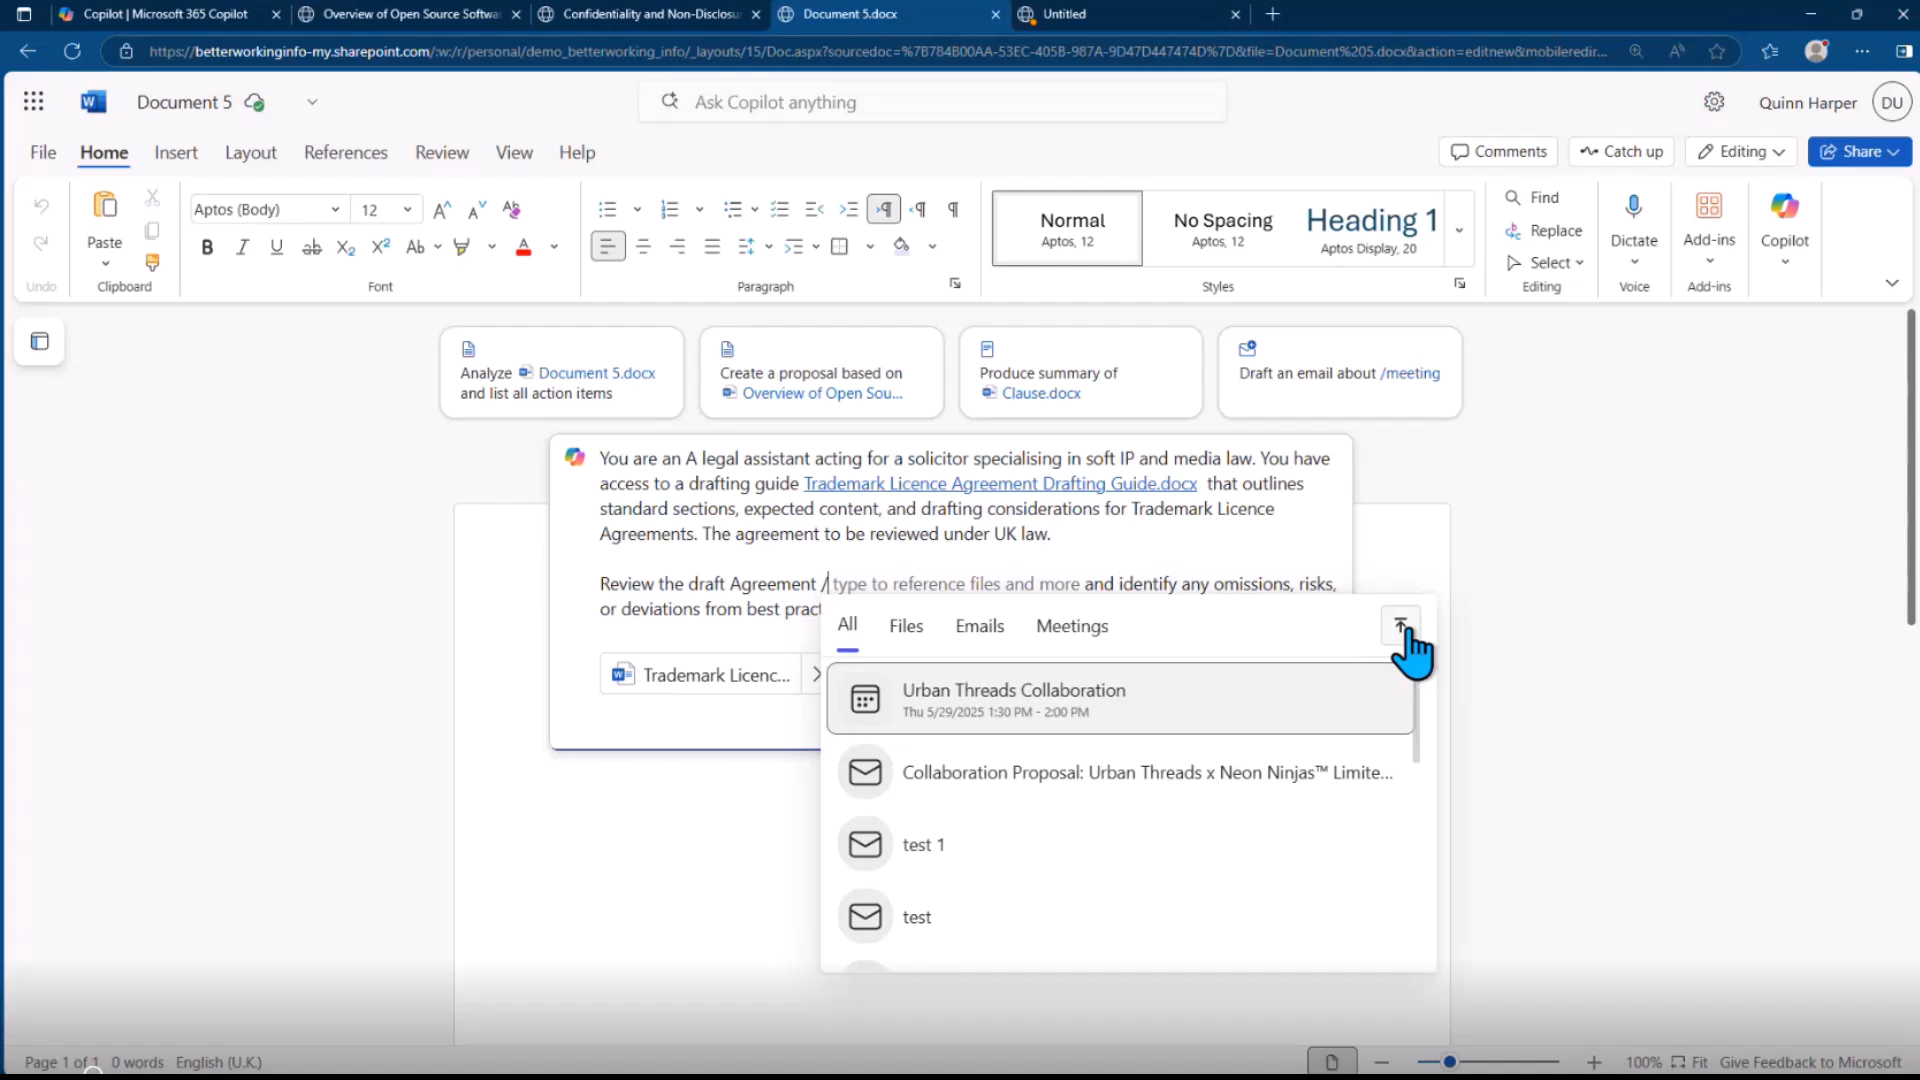 Copilot | Microsoft 365 Copilot
Overview of Open Source Softwa
Confidentiality and Non-Disclosu
Document 5.docx
Untitled
https://betterworkinginfo-my.sharepoint.com/:w:/r/personal/demo_betterworking_info/_layouts/15/Doc.aspx?sourcedoc=%7B784B00AA-53EC-405B-987A-9D47D447474D%7D&file=Document%205.docx&action=editnew&mobileredir...
Document 5
Ask Copilot anything
Quinn Harper
DU
File Home Insert Layout References Review View Help
Comments Catch up Editing Share
Aptos (Body) 12
Paste
Undo
Clipboard
Font
Paragraph
Normal
Aptos, 12
No Spacing
Aptos, 12
Heading 1
Aptos Display, 20
Styles
Find
Replace
Select
Editing
Dictate
Voice
Add-ins
Add-ins
Copilot
Analyze Document 5.docx
and list all action items
Create a proposal based on
Overview of Open Sou...
Produce summary of
Clause.docx
Draft an email about /meeting
You are an A legal assistant acting for a solicitor specialising in soft IP and media law. You have
access to a drafting guide Trademark Licence Agreement Drafting Guide.docx that outlines
standard sections, expected content, and drafting considerations for Trademark Licence
Agreements. The agreement to be reviewed under UK law.
Review the draft Agreement / type to reference files and more and identify any omissions, risks,
or deviations from best pract
Trademark Licenc...
All Files Emails Meetings
Urban Threads Collaboration
Thu 5/29/2025 1:30 PM - 2:00 PM
Collaboration Proposal: Urban Threads x Neon Ninjas™ Limite...
test 1
test
Page 1 of 1 0 words English (U.K.)
100% Fit Give Feedback to Microsoft